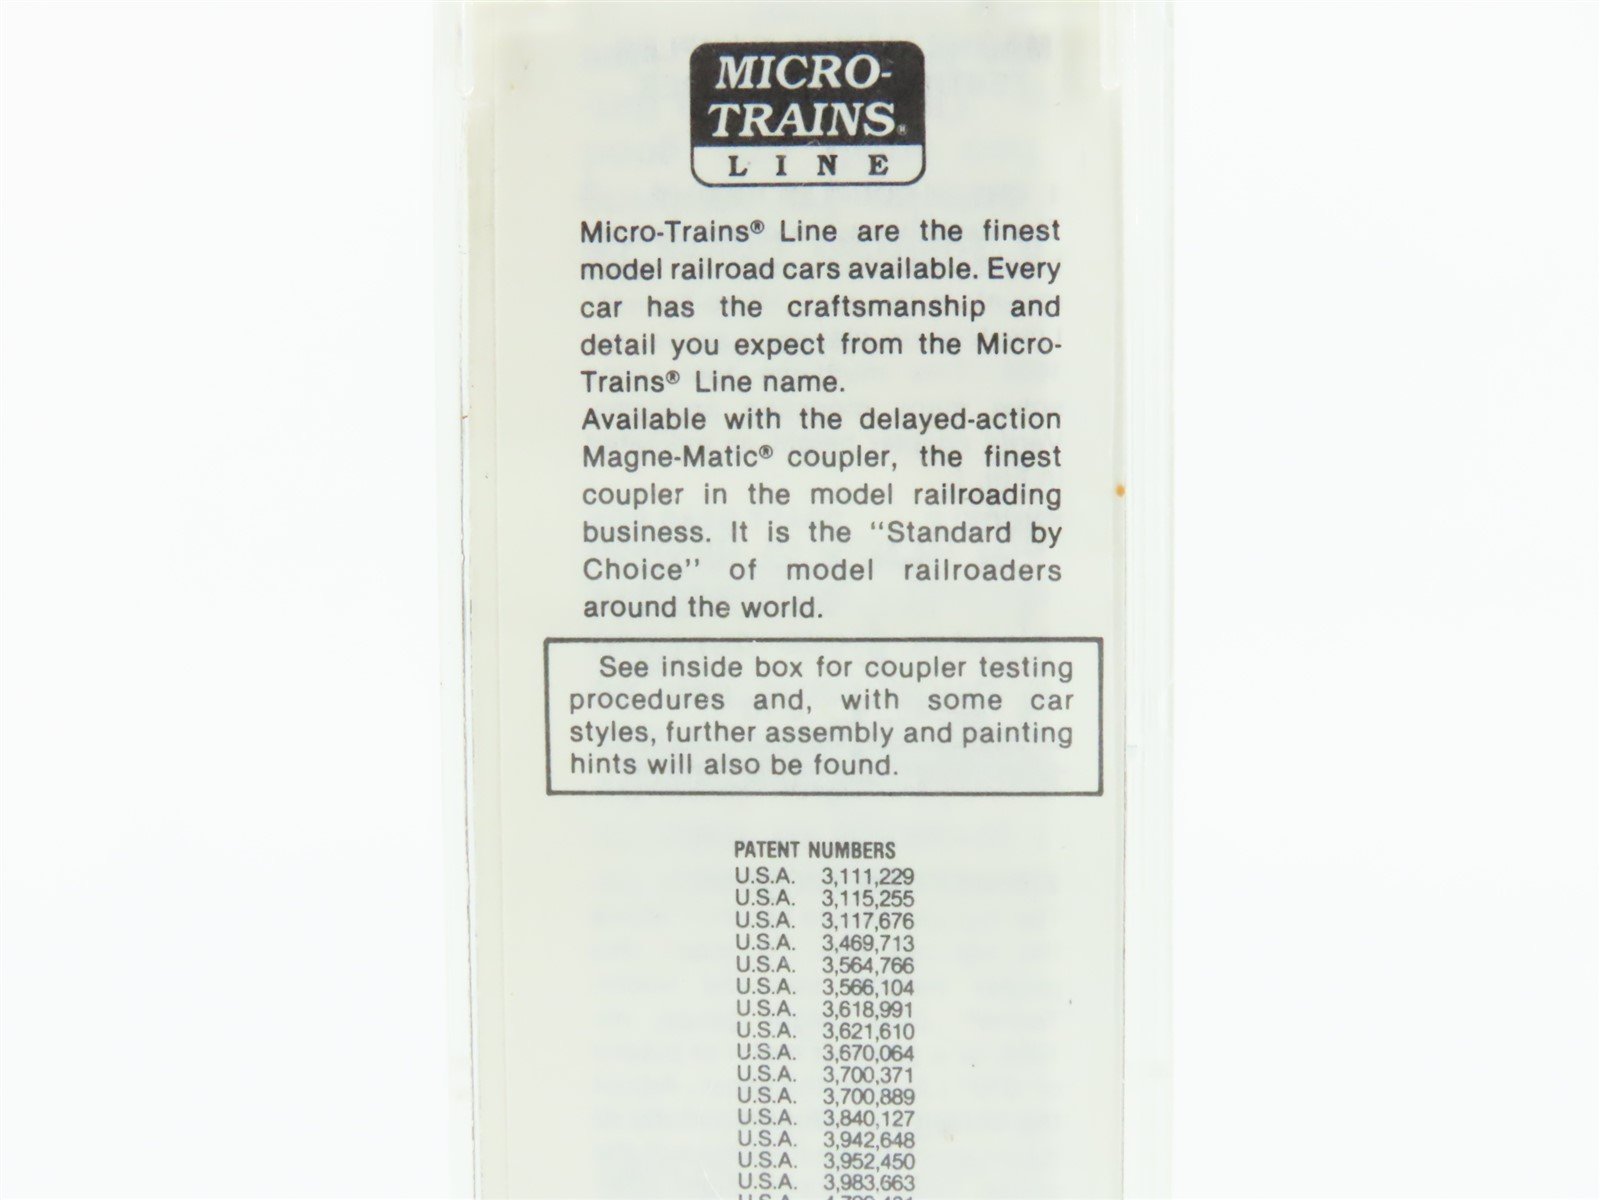 MICRO-
TRAINS®
LINE
Micro-Trains® Line are the finest
model railroad cars available. Every
car has the craftsmanship and
detail you expect from the Micro-
Trains® Line name.
Available with the delayed-action
Magne-Matic® coupler, the finest
coupler in the model railroading
business. It is the "Standard by
Choice" of model railroaders
around the world.
See inside box for coupler testing
procedures and, with some car
styles, further assembly and painting
hints will also be found.
PATENT NUMBERS
U.S.A. 3,111,229
U.S.A. 3,115,255
U.S.A. 3,117,676
U.S.A. 3,469,713
U.S.A. 3,564,766
U.S.A. 3,566,104
U.S.A. 3,618,991
U.S.A. 3,621,610
U.S.A. 3,670,064
U.S.A. 3,700,371
U.S.A. 3,700,889
U.S.A. 3,840,127
U.S.A. 3,942,648
U.S.A. 3,952,450
U.S.A. 3,983,663
U.S.A.